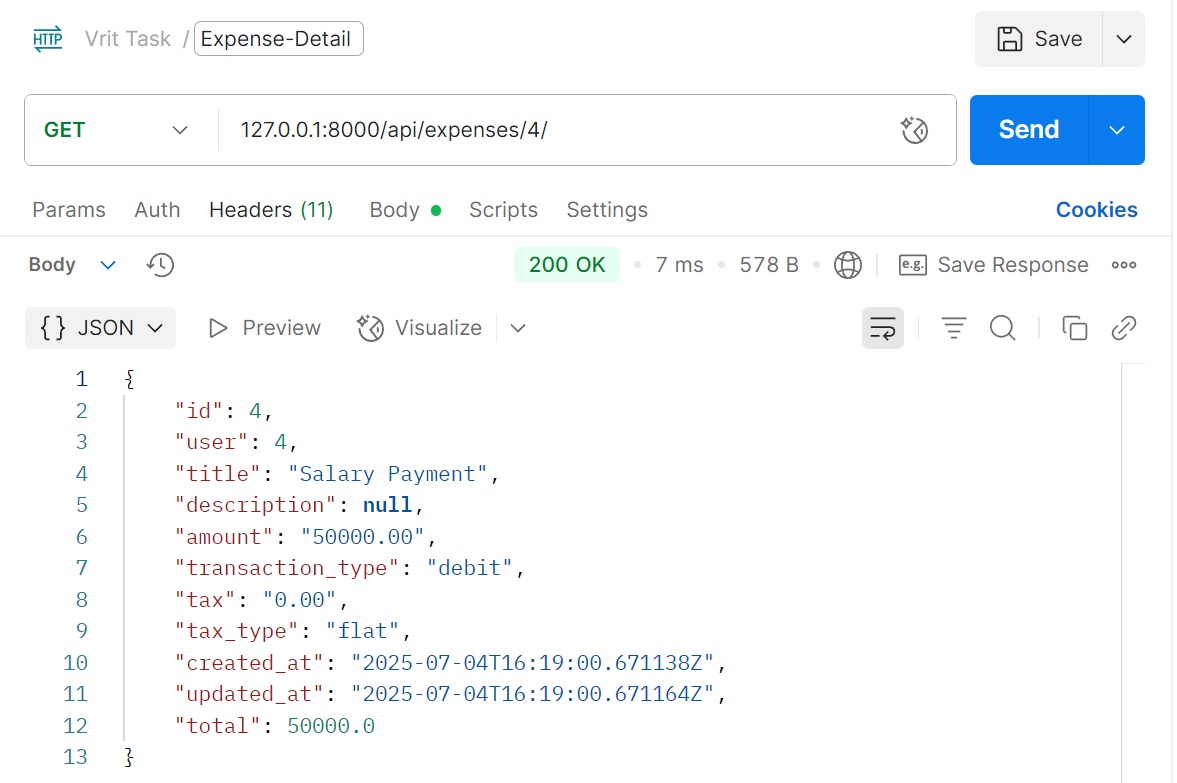 HTTP Vrit Task / Expense-Detail Save
GET 127.0.0.1:8000/api/expenses/4/ Send
Params Auth Headers (11) Body Scripts Settings Cookies
Body 200 OK 7 ms 578 B e.g. Save Response
{} JSON Preview Visualize
1 {
2 "id": 4,
3 "user": 4,
4 "title": "Salary Payment",
5 "description": null,
6 "amount": "50000.00",
7 "transaction_type": "debit",
8 "tax": "0.00",
9 "tax_type": "flat",
10 "created_at": "2025-07-04T16:19:00.671138Z",
11 "updated_at": "2025-07-04T16:19:00.671164Z",
12 "total": 50000.0
13 }